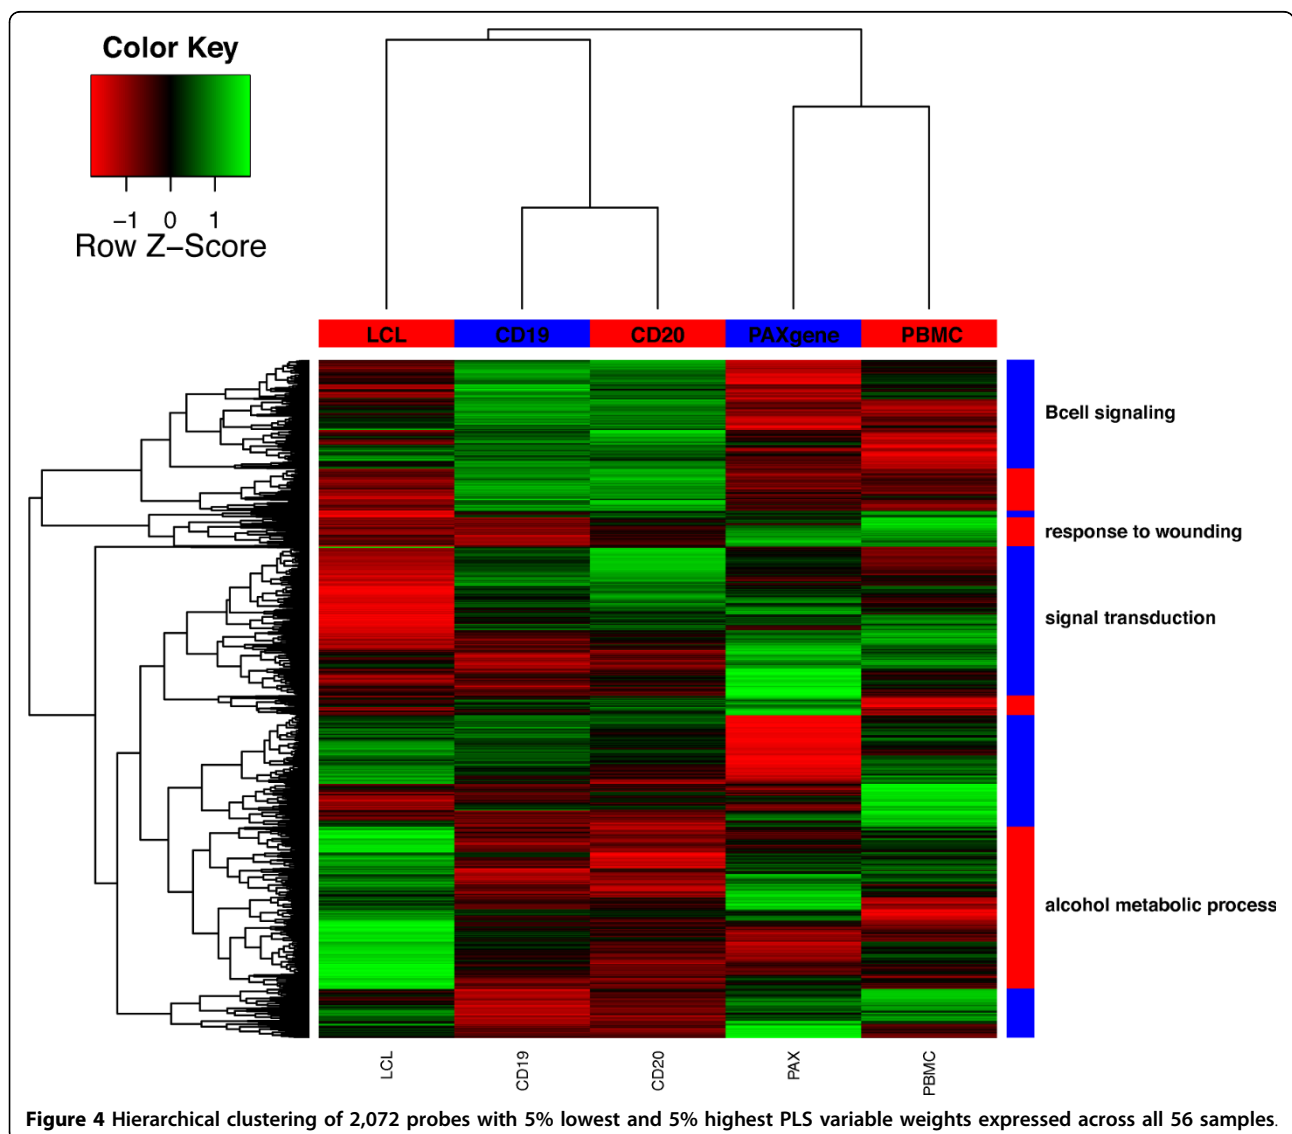 Color Key
−1 0 1
Row Z−Score
LCL CD19 CD20 PAXgene PBMC
Bcell signaling
response to wounding
signal transduction
alcohol metabolic process
LCL CD19 CD20 PAX PBMC
Figure 4 Hierarchical clustering of 2,072 probes with 5% lowest and 5% highest PLS variable weights expressed across all 56 samples.